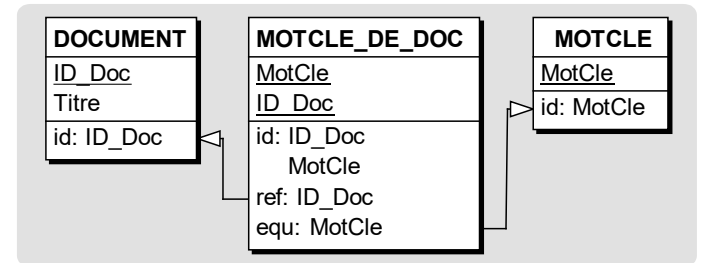 DOCUMENT
ID_Doc
Titre
id: ID_Doc
MOTCLE_DE_DOC
MotCle
ID_Doc
id: ID_Doc
MotCle
ref: ID_Doc
equ: MotCle
MOTCLE
MotCle
id: MotCle